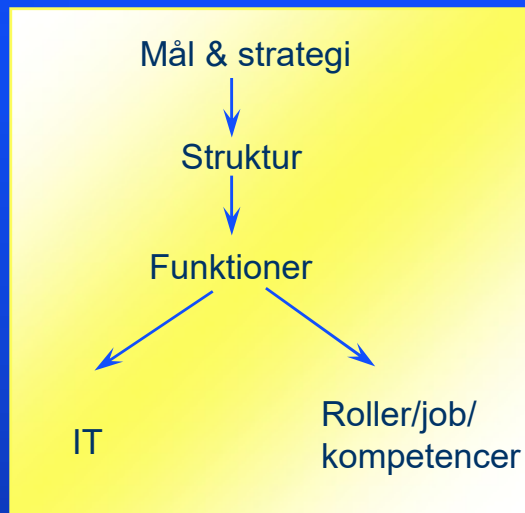 Mål & strategi
Struktur
Funktioner
IT
Roller/job/
kompetencer